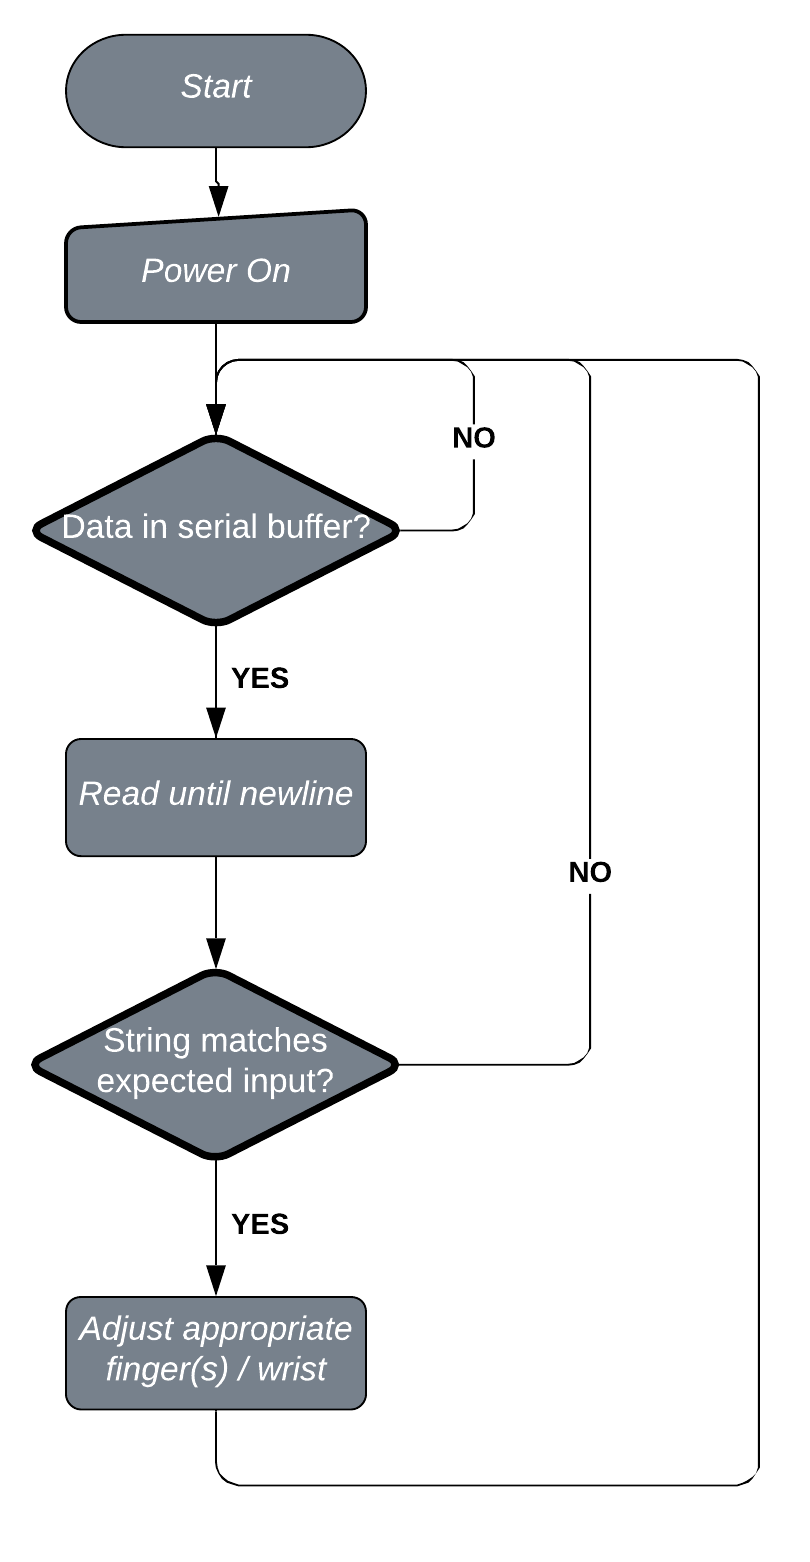 Start
Power On
NO
Data in serial buffer?
YES
Read until newline
NO
String matches
expected input?
YES
Adjust appropriate
finger(s) / wrist